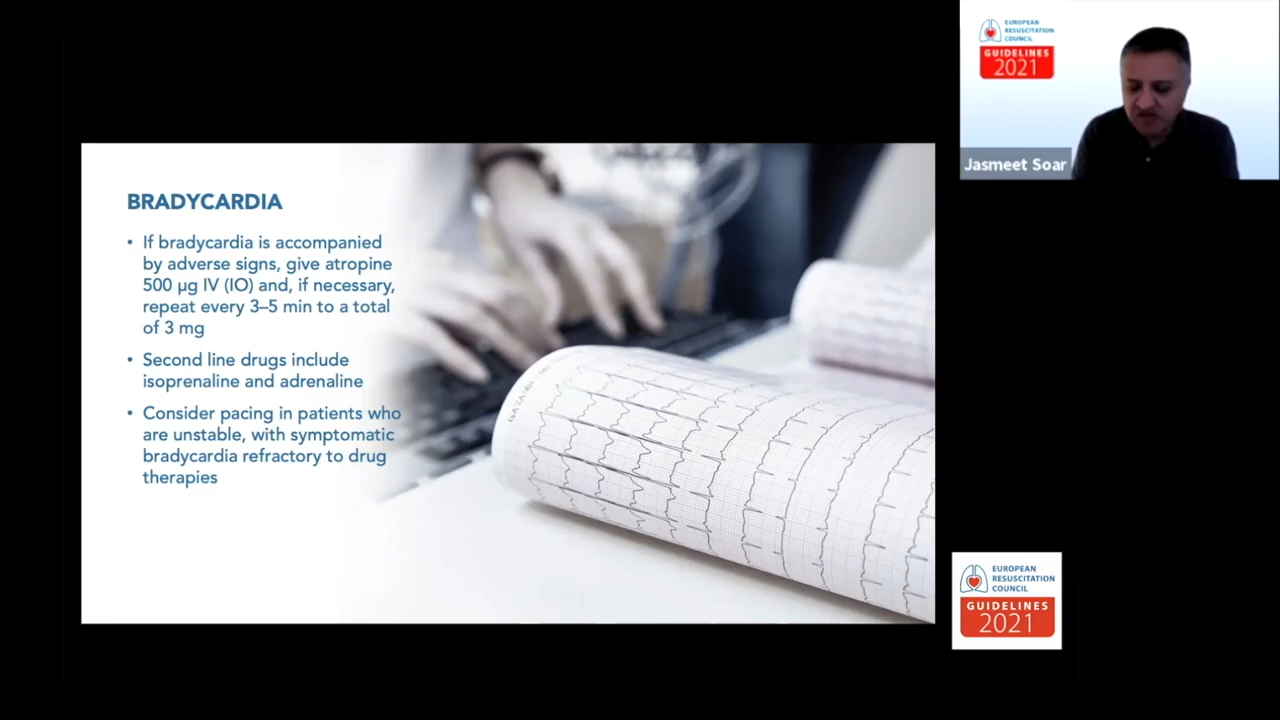 BRADYCARDIA
• If bradycardia is accompanied
by adverse signs, give atropine
500 μg IV (IO) and, if necessary,
repeat every 3–5 min to a total
of 3 mg
• Second line drugs include
isoprenaline and adrenaline
• Consider pacing in patients who
are unstable, with symptomatic
bradycardia refractory to drug
therapies
EUROPEAN
RESUSCITATION
COUNCIL
GUIDELINES
2021
Jasmeet Soar
EUROPEAN
RESUSCITATION
COUNCIL
GUIDELINES
2021